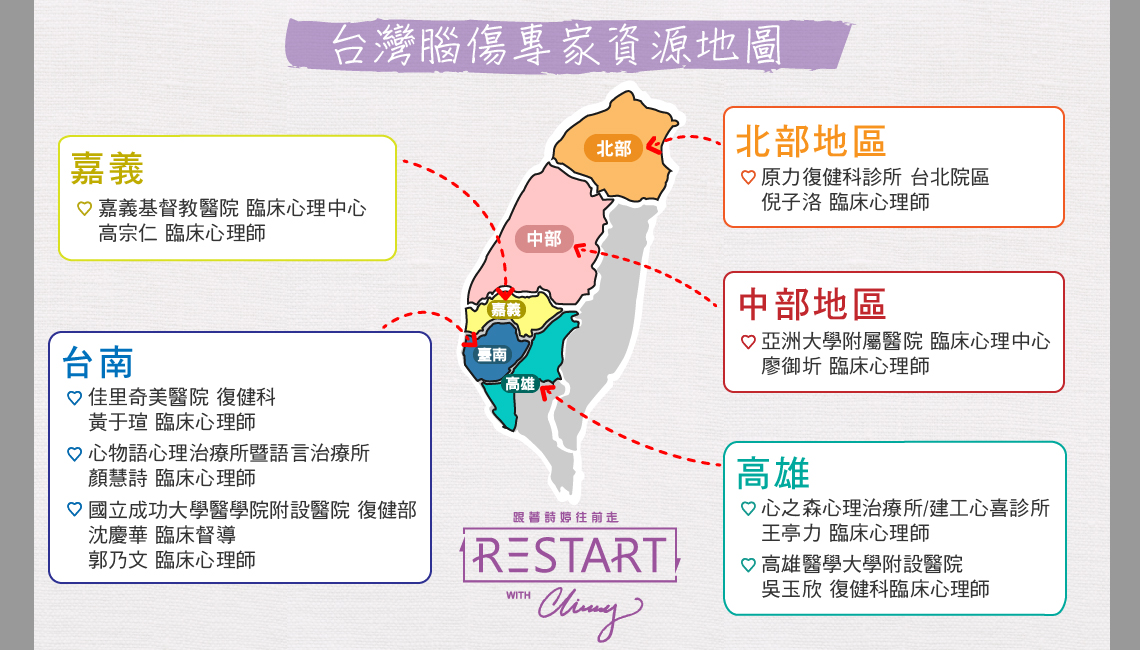 台灣腦傷專家資源地圖
嘉義
嘉義基督教醫院 臨床心理中心
高宗仁 臨床心理師
台南
佳里奇美醫院 復健科
黃于瑄 臨床心理師
心物語心理治療所暨語言治療所
顏慧詩 臨床心理師
國立成功大學醫學院附設醫院 復健部
沈慶華 臨床督導
郭乃文 臨床心理師
北部
中部
嘉義
臺南
高雄
北部地區
原力復健科診所 台北院區
倪子洛 臨床心理師
中部地區
亞洲大學附屬醫院 臨床心理中心
廖御圻 臨床心理師
高雄
心之森心理治療所/建工心喜診所
王亭力 臨床心理師
高雄醫學大學附設醫院
吳玉欣 復健科臨床心理師
跟著詩婷往前走
RESTART
WITH